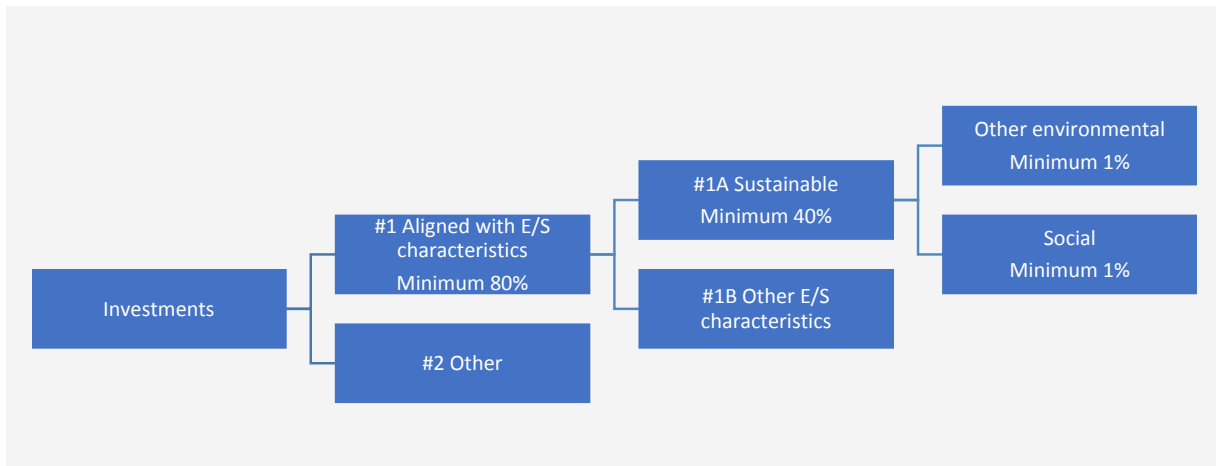 Investments
#1 Aligned with E/S
characteristics
Minimum 80%
#2 Other
#1A Sustainable
Minimum 40%
#1B Other E/S
characteristics
Other environmental
Minimum 1%
Social
Minimum 1%